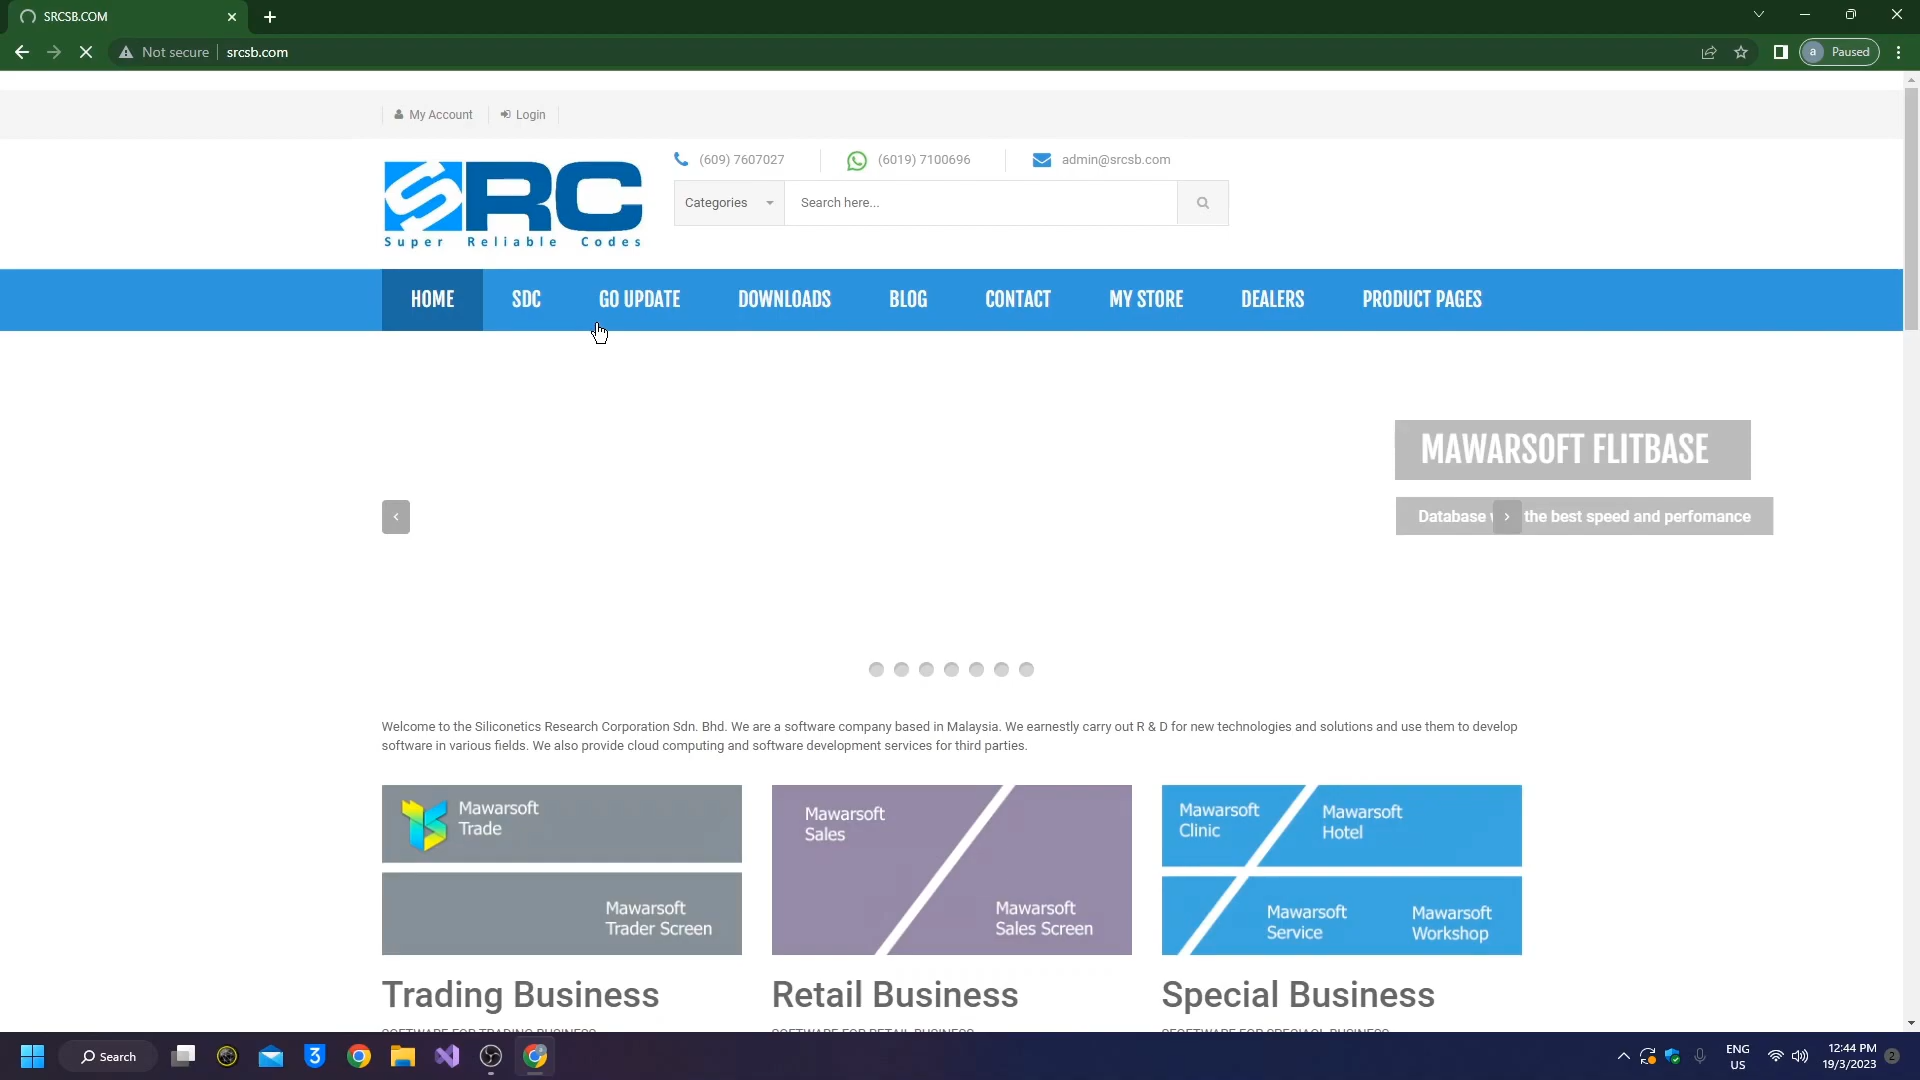 SRCSB.COM
Not secure
srcsb.com
a
Paused
My Account
Login
SRC
Super Reliable Codes
(609) 7607027
(6019) 7100696
admin@srcsb.com
Categories
Search here...
HOME
SDC
GO UPDATE
DOWNLOADS
BLOG
CONTACT
MY STORE
DEALERS
PRODUCT PAGES
MAWARSOFT FLITBASE
Database the best speed and perfomance
Welcome to the Siliconetics Research Corporation Sdn. Bhd. We are a software company based in Malaysia. We earnestly carry out R & D for new technologies and solutions and use them to develop
software in various fields. We also provide cloud computing and software development services for third parties.
Mawarsoft
Trade
Mawarsoft
Trader Screen
Mawarsoft
Sales
Mawarsoft
Sales Screen
Mawarsoft
Clinic
Mawarsoft
Hotel
Mawarsoft
Service
Mawarsoft
Workshop
Trading Business
Retail Business
Special Business
Search
3
ENG
US
12:44 PM
19/3/2023
2